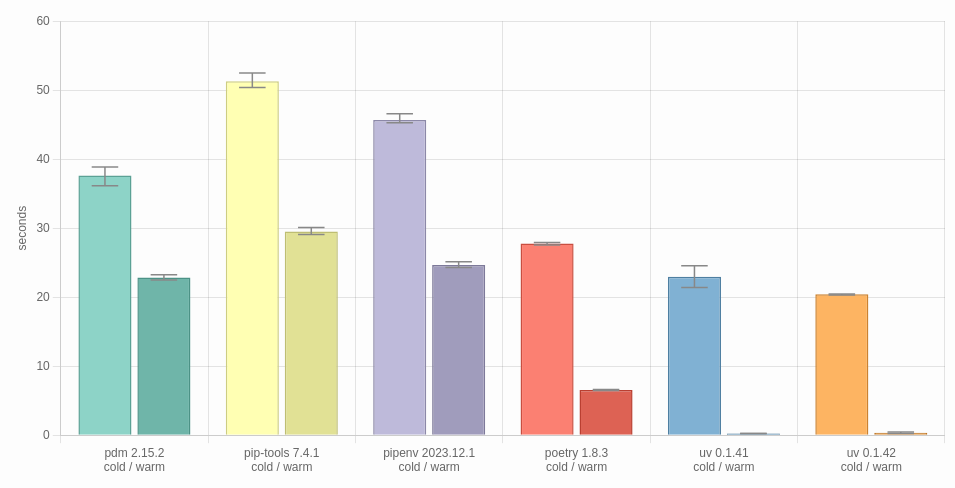 60
50
40
30
20
10
0
seconds
pdm 2.15.2
cold / warm
pip-tools 7.4.1
cold / warm
pipenv 2023.12.1
cold / warm
poetry 1.8.3
cold / warm
uv 0.1.41
cold / warm
uv 0.1.42
cold / warm